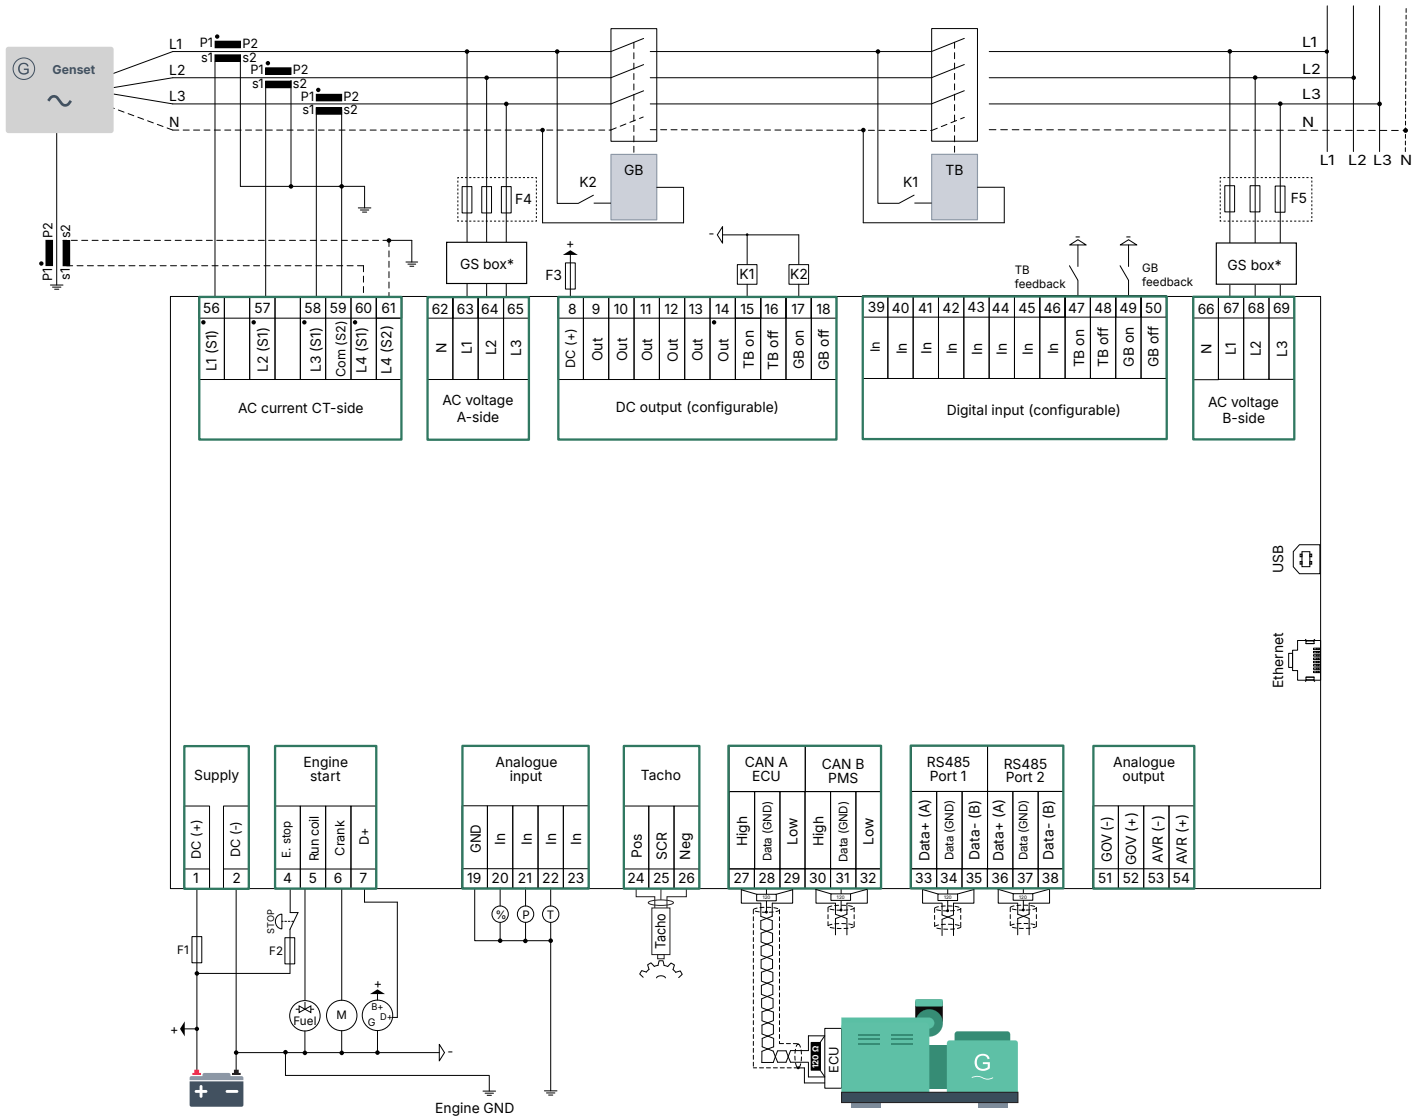 G Genset
L1
L2
L3
N
P1 P2
s1 s2
P1 P2
s1 s2
P1 P2
s1 s2
L1
L2
L3
N
L1 L2 L3 N
K2
GB
K1
TB
F4
F5
P2 s2
P1 s1
GS box*
F3
+
-
K1
K2
TB
feedback
-
GB
feedback
-
GS box*
56 57 58 59 60 61
L1 (S1)
L2 (S1)
L3 (S1)
Com (S2)
L4 (S1)
L4 (S2)
AC current CT-side
62 63 64 65
N
L1
L2
L3
AC voltage
A-side
8 9 10 11 12 13 14 15 16 17 18
DC (+)
Out
Out
Out
Out
Out
Out
TB on
TB off
GB on
GB off
DC output (configurable)
39 40 41 42 43 44 45 46 47 48 49 50
In
In
In
In
In
In
In
In
TB on
TB off
GB on
GB off
Digital input (configurable)
66 67 68 69
N
L1
L2
L3
AC voltage
B-side
USB
Ethernet
Supply
DC (+)
DC (-)
1 2
Engine
start
E. stop
Run coil
Crank
D+
4 5 6 7
Analogue
input
GND
In
In
In
In
19 20 21 22 23
Tacho
Pos
SCR
Neg
24 25 26
CAN A
ECU
CAN B
PMS
High
Data (GND)
Low
High
Data (GND)
Low
27 28 29 30 31 32
RS485
Port 1
RS485
Port 2
Data+ (A)
Data (GND)
Data- (B)
Data+ (A)
Data (GND)
Data- (B)
33 34 35 36 37 38
Analogue
output
GOV (-)
GOV (+)
AVR (-)
AVR (+)
51 52 53 54
120
120
120
120
STOP
F1
F2
% P T
Tacho
Fuel
M
+
B+
G D+
+
-
+ -
Engine GND
120 Ω
ECU
G